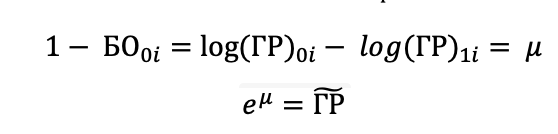 1 − БО₀ᵢ = log(ГР)₀ᵢ − log(ГР)₁ᵢ = μ
e^μ = ГР̃